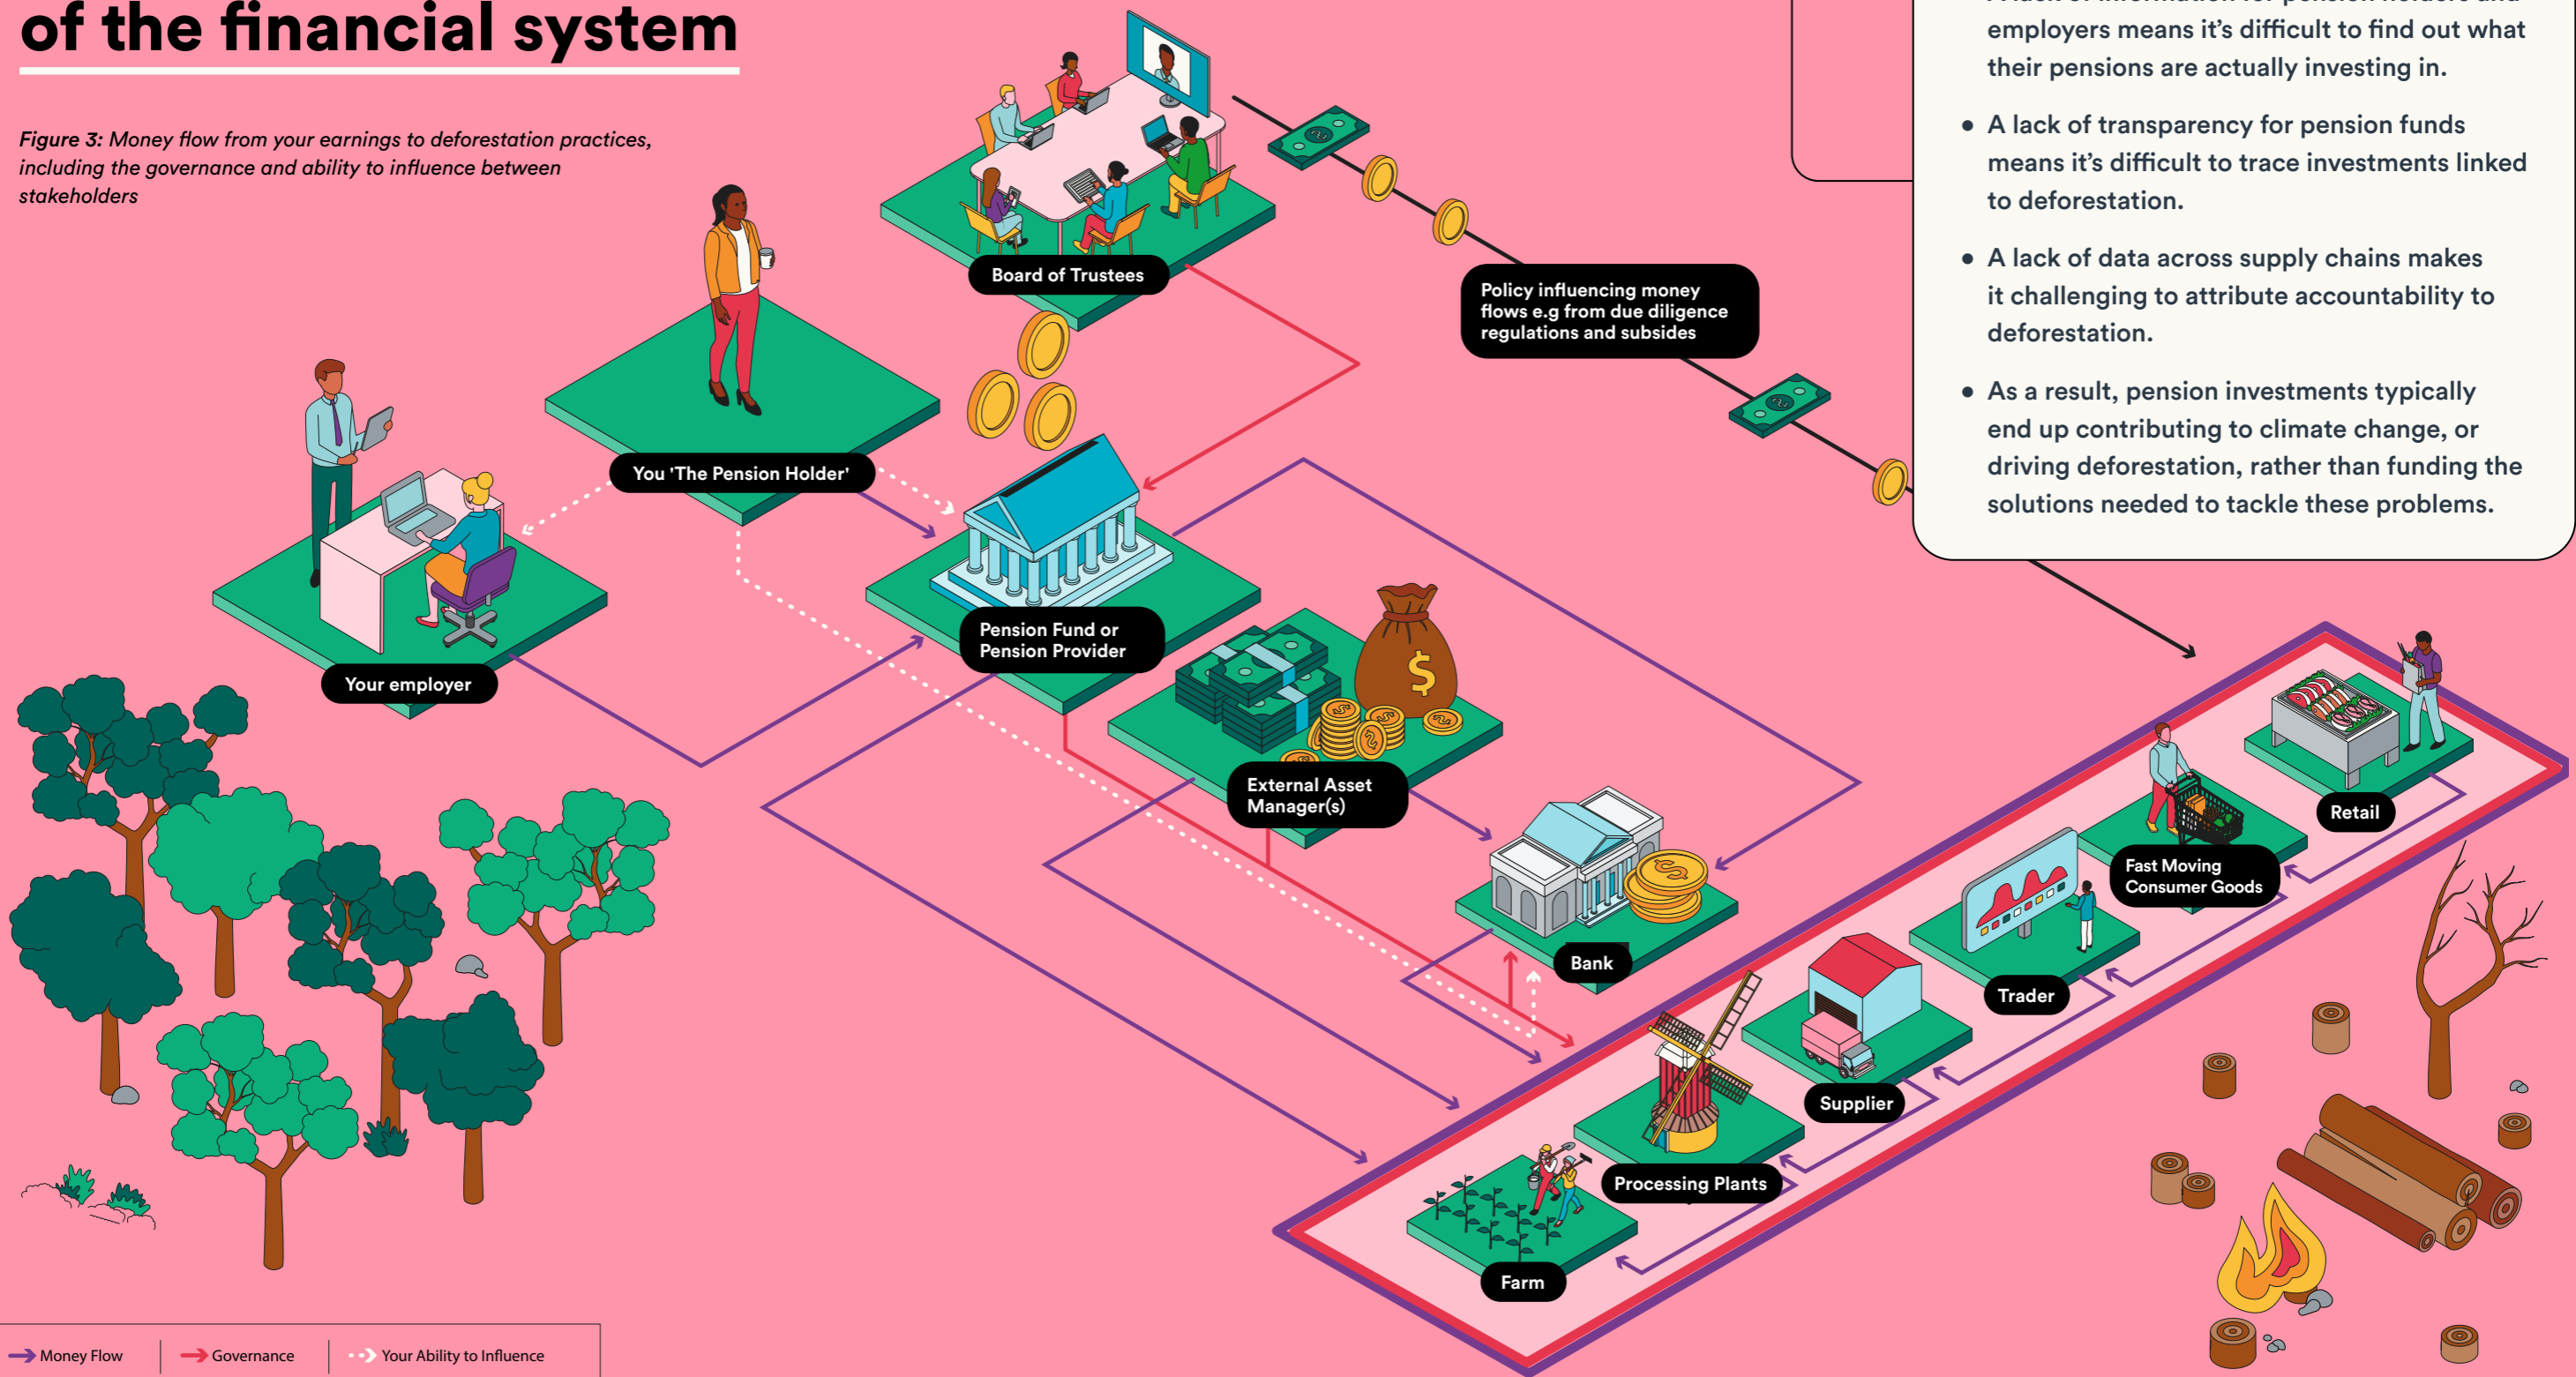 of the financial system
Figure 3: Money flow from your earnings to deforestation practices,
including the governance and ability to influence between
stakeholders
employers means it's difficult to find out what
their pensions are actually investing in.
• A lack of transparency for pension funds
means it's difficult to trace investments linked
to deforestation.
• A lack of data across supply chains makes
it challenging to attribute accountability to
deforestation.
• As a result, pension investments typically
end up contributing to climate change, or
driving deforestation, rather than funding the
solutions needed to tackle these problems.
Board of Trustees
Policy influencing money
flows e.g from due diligence
regulations and subsides
You 'The Pension Holder'
Your employer
Pension Fund or
Pension Provider
External Asset
Manager(s)
Bank
Retail
Fast Moving
Consumer Goods
Trader
Supplier
Processing Plants
Farm
Money Flow
Governance
Your Ability to Influence